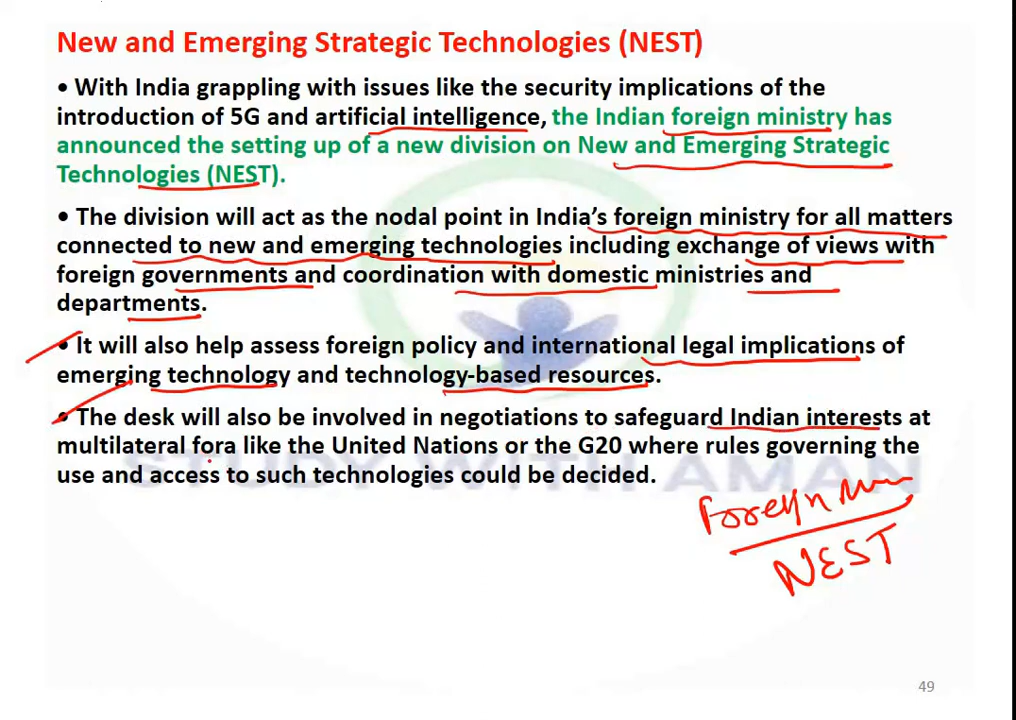 New and Emerging Strategic Technologies (NEST)
• With India grappling with issues like the security implications of the
introduction of 5G and artificial intelligence, the Indian foreign ministry has
announced the setting up of a new division on New and Emerging Strategic
Technologies (NEST).
• The division will act as the nodal point in India's foreign ministry for all matters
connected to new and emerging technologies including exchange of views with
foreign governments and coordination with domestic ministries and
departments.
• It will also help assess foreign policy and international legal implications of
emerging technology and technology-based resources.
• The desk will also be involved in negotiations to safeguard Indian interests at
multilateral fora like the United Nations or the G20 where rules governing the
use and access to such technologies could be decided.
STUDY WITH AMAN
Foreign
NEST
49